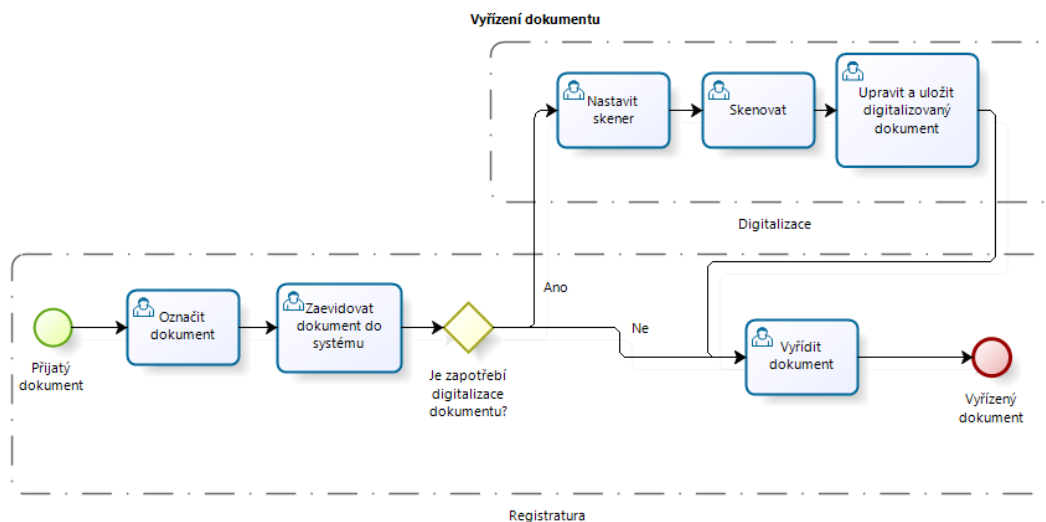 Vyřízení dokumentu
Nastavit
skener
Skenovat
Upravit a uložit
digitalizovaný
dokument
Digitalizace
Ano
Přijatý
dokument
Označit
dokument
Zaevidovat
dokument do
systému
Je zapotřebí
digitalizace
dokumentu?
Ne
Vyřídit
dokument
Vyřízený
dokument
Registratura